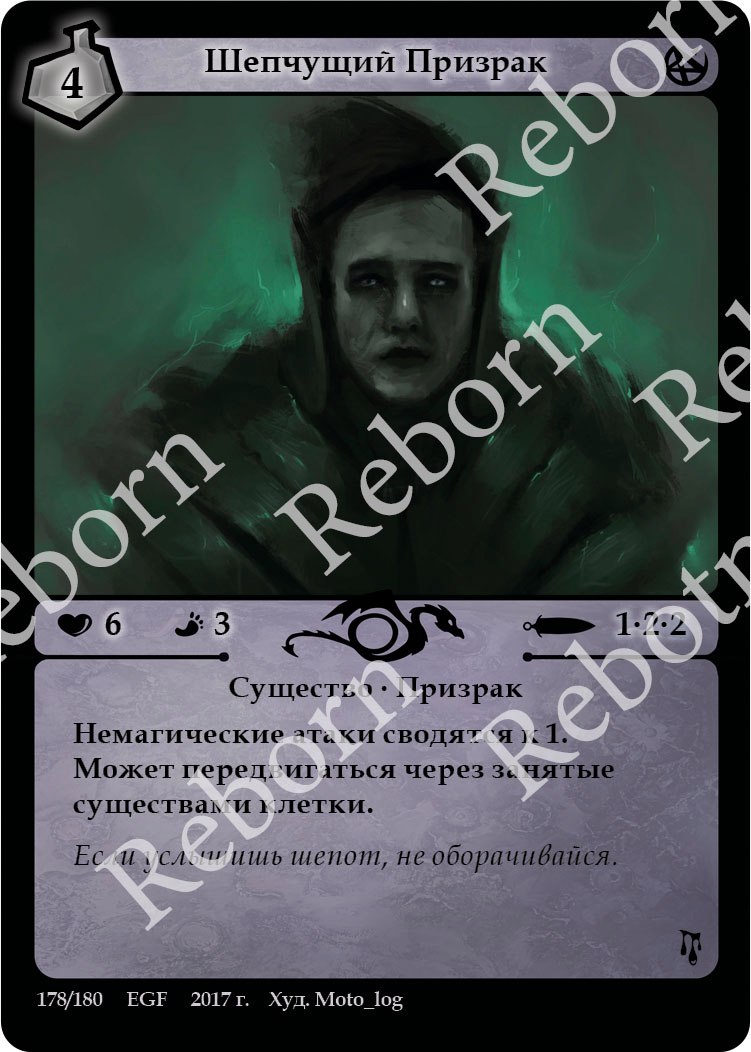 4
Шепчущий Призрак
6
3
1·2·2
Существо · Призрак
Немагические атаки сводятся к 1.
Может передвигаться через занятые
существами клетки.
Если услышишь шепот, не оборачивайся.
178/180 EGF 2017 г. Худ. Moto_log
Reborn
Reborn
Reborn
Reborn
Reborn
Rebotn